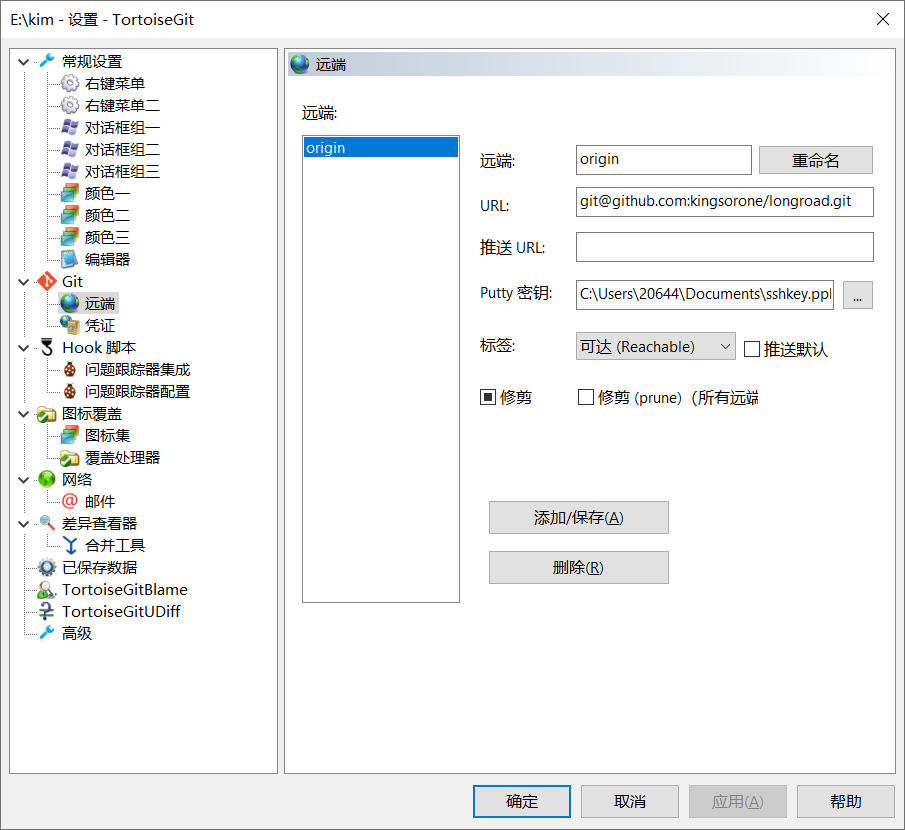 E:\kim - 设置 - TortoiseGit
常规设置
右键菜单
右键菜单二
对话框组一
对话框组二
对话框组三
颜色一
颜色二
颜色三
编辑器
Git
远端
凭证
Hook 脚本
问题跟踪器集成
问题跟踪器配置
图标覆盖
图标集
覆盖处理器
网络
邮件
差异查看器
合并工具
已保存数据
TortoiseGitBlame
TortoiseGitUDiff
高级
远端
远端:
origin
远端: origin 重命名
URL: git@github.com:kingsorone/longroad.git
推送 URL:
Putty 密钥: C:\Users\20644\Documents\sshkey.ppl ...
标签: 可达 (Reachable) 推送默认
修剪 修剪 (prune)（所有远端
添加/保存(A)
删除(R)
确定 取消 应用(A) 帮助